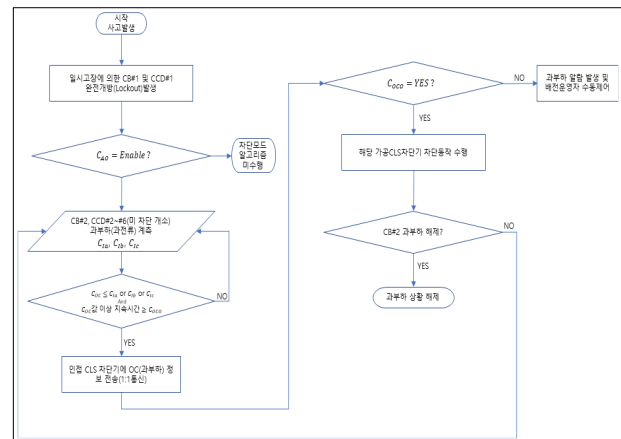 시작
사고발생
일시고장에 의한 CB#1 및 CCD#1
완전개방(Lockout)발생
C_AO = Enable ?
차단모드
알고리즘
미수행
CB#2, CCD#2~#6(미 차단 개소)
과부하(과전류) 계측
C_Ia, C_Ib, C_Ic
C_OC ≤ C_Ia or C_Ib or C_Ic
And
C_OC값 이상 지속시간 ≥ C_OCD
NO
YES
인접 CLS 차단기에 OC(과부하) 정
보 전송(1:1통신)
C_OCO = YES ?
NO
과부하 알람 발생 및
배전운영자 수동제어
YES
해당 가공CLS차단기 차단동작 수행
CB#2 과부하 해제?
NO
YES
과부하 상황 해제